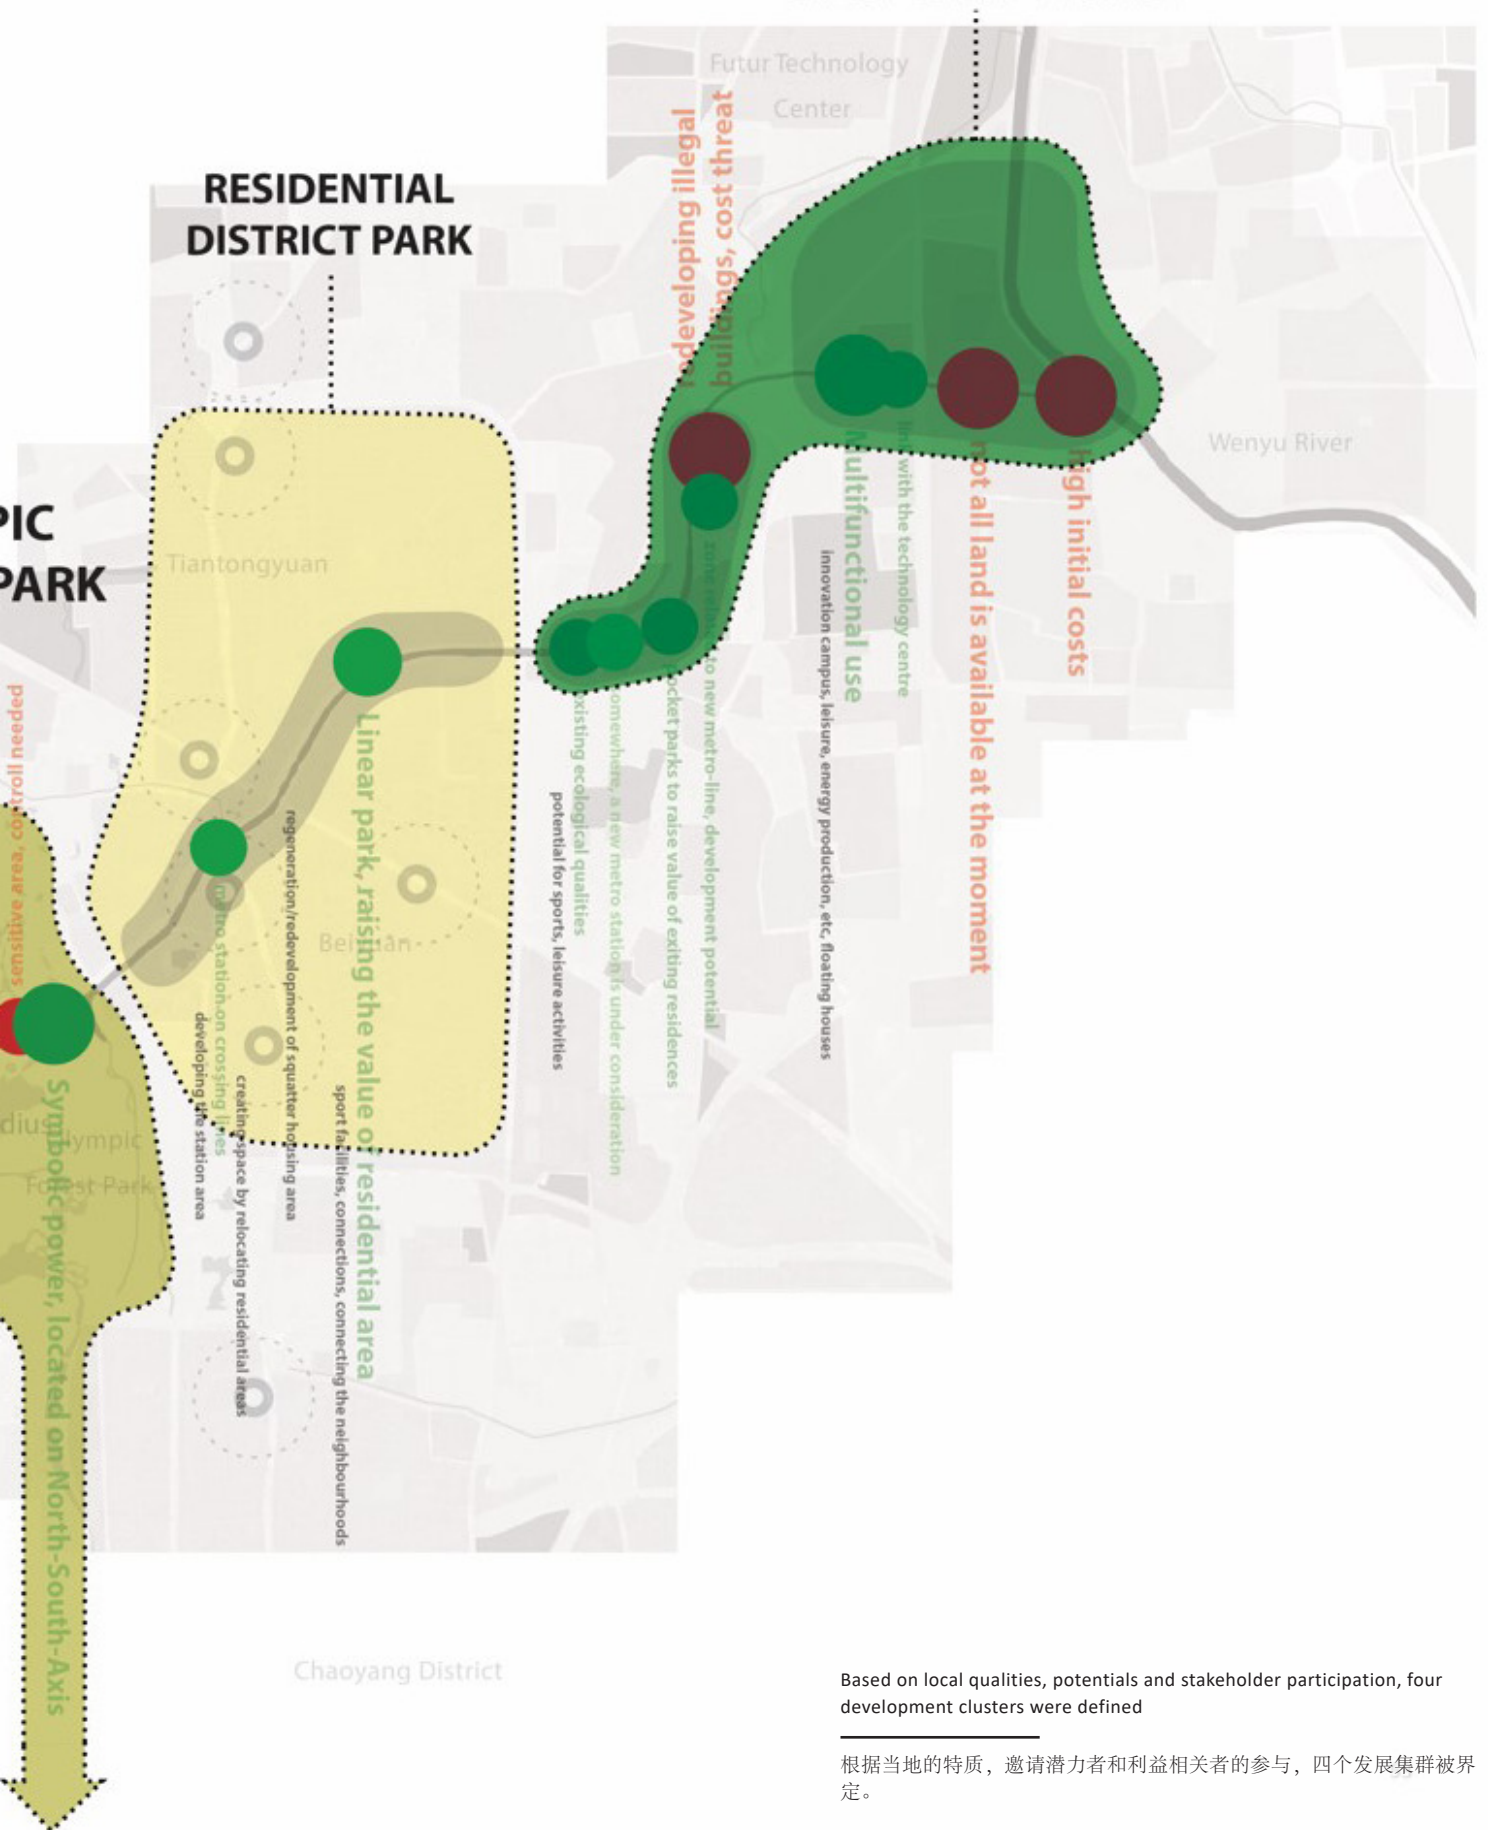 Futur Technology
Center
RESIDENTIAL
DISTRICT PARK
redeveloping illegal
buildings, cost threat
Wenyu River
PIC
PARK
Tiantongyuan
sensitive area, controll needed
Linear park, raising the value of residential area
regeneration/redevelopment of squatter housing area
metro station on crossing lines
developing the station area
creating space by relocating residential areas
sport facilities, connections, connecting the neighbourhoods
existing ecological qualities
potential for sports, leisure activities
somewhere, a new metro station is under consideration
pocket parks to raise value of exiting residences
to new metro-line, development potential
Multifunctional use
innovation campus, leisure, energy production, etc, floating houses
link with the technology centre
not all land is available at the moment
high initial costs
Symbolic power, located on North-South-Axis
dius
Olympic
Forest Park
Chaoyang District
Based on local qualities, potentials and stakeholder participation, four
development clusters were defined
根据当地的特质，邀请潜力者和利益相关者的参与，四个发展集群被界
定。